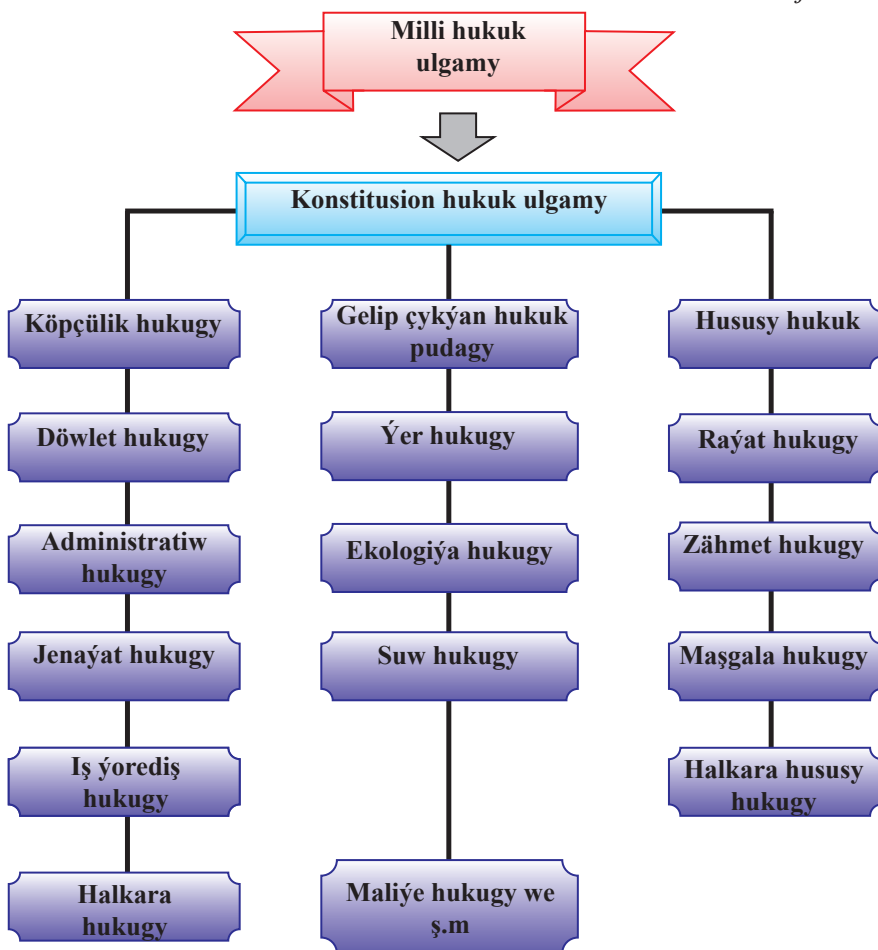 Milli hukuk
ulgamy
Konstitusion hukuk ulgamy
Köpçülik hukugy
Döwlet hukugy
Administratiw
hukugy
Jenaýat hukugy
Iş ýorediş
hukugy
Halkara
hukugy
Gelip çykýan hukuk
pudagy
Ýer hukugy
Ekologiýa hukugy
Suw hukugy
Maliýe hukugy we
ş.m
Hususy hukuk
Raýat hukugy
Zähmet hukugy
Maşgala hukugy
Halkara hususy
hukugy